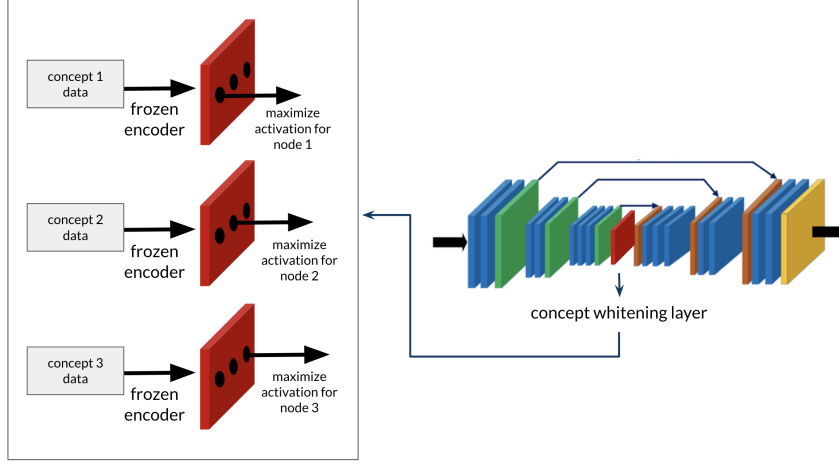 concept 1
data
frozen
encoder
maximize
activation for
node 1
concept 2
data
frozen
encoder
maximize
activation for
node 2
concept 3
data
frozen
encoder
maximize
activation for
node 3
concept whitening layer